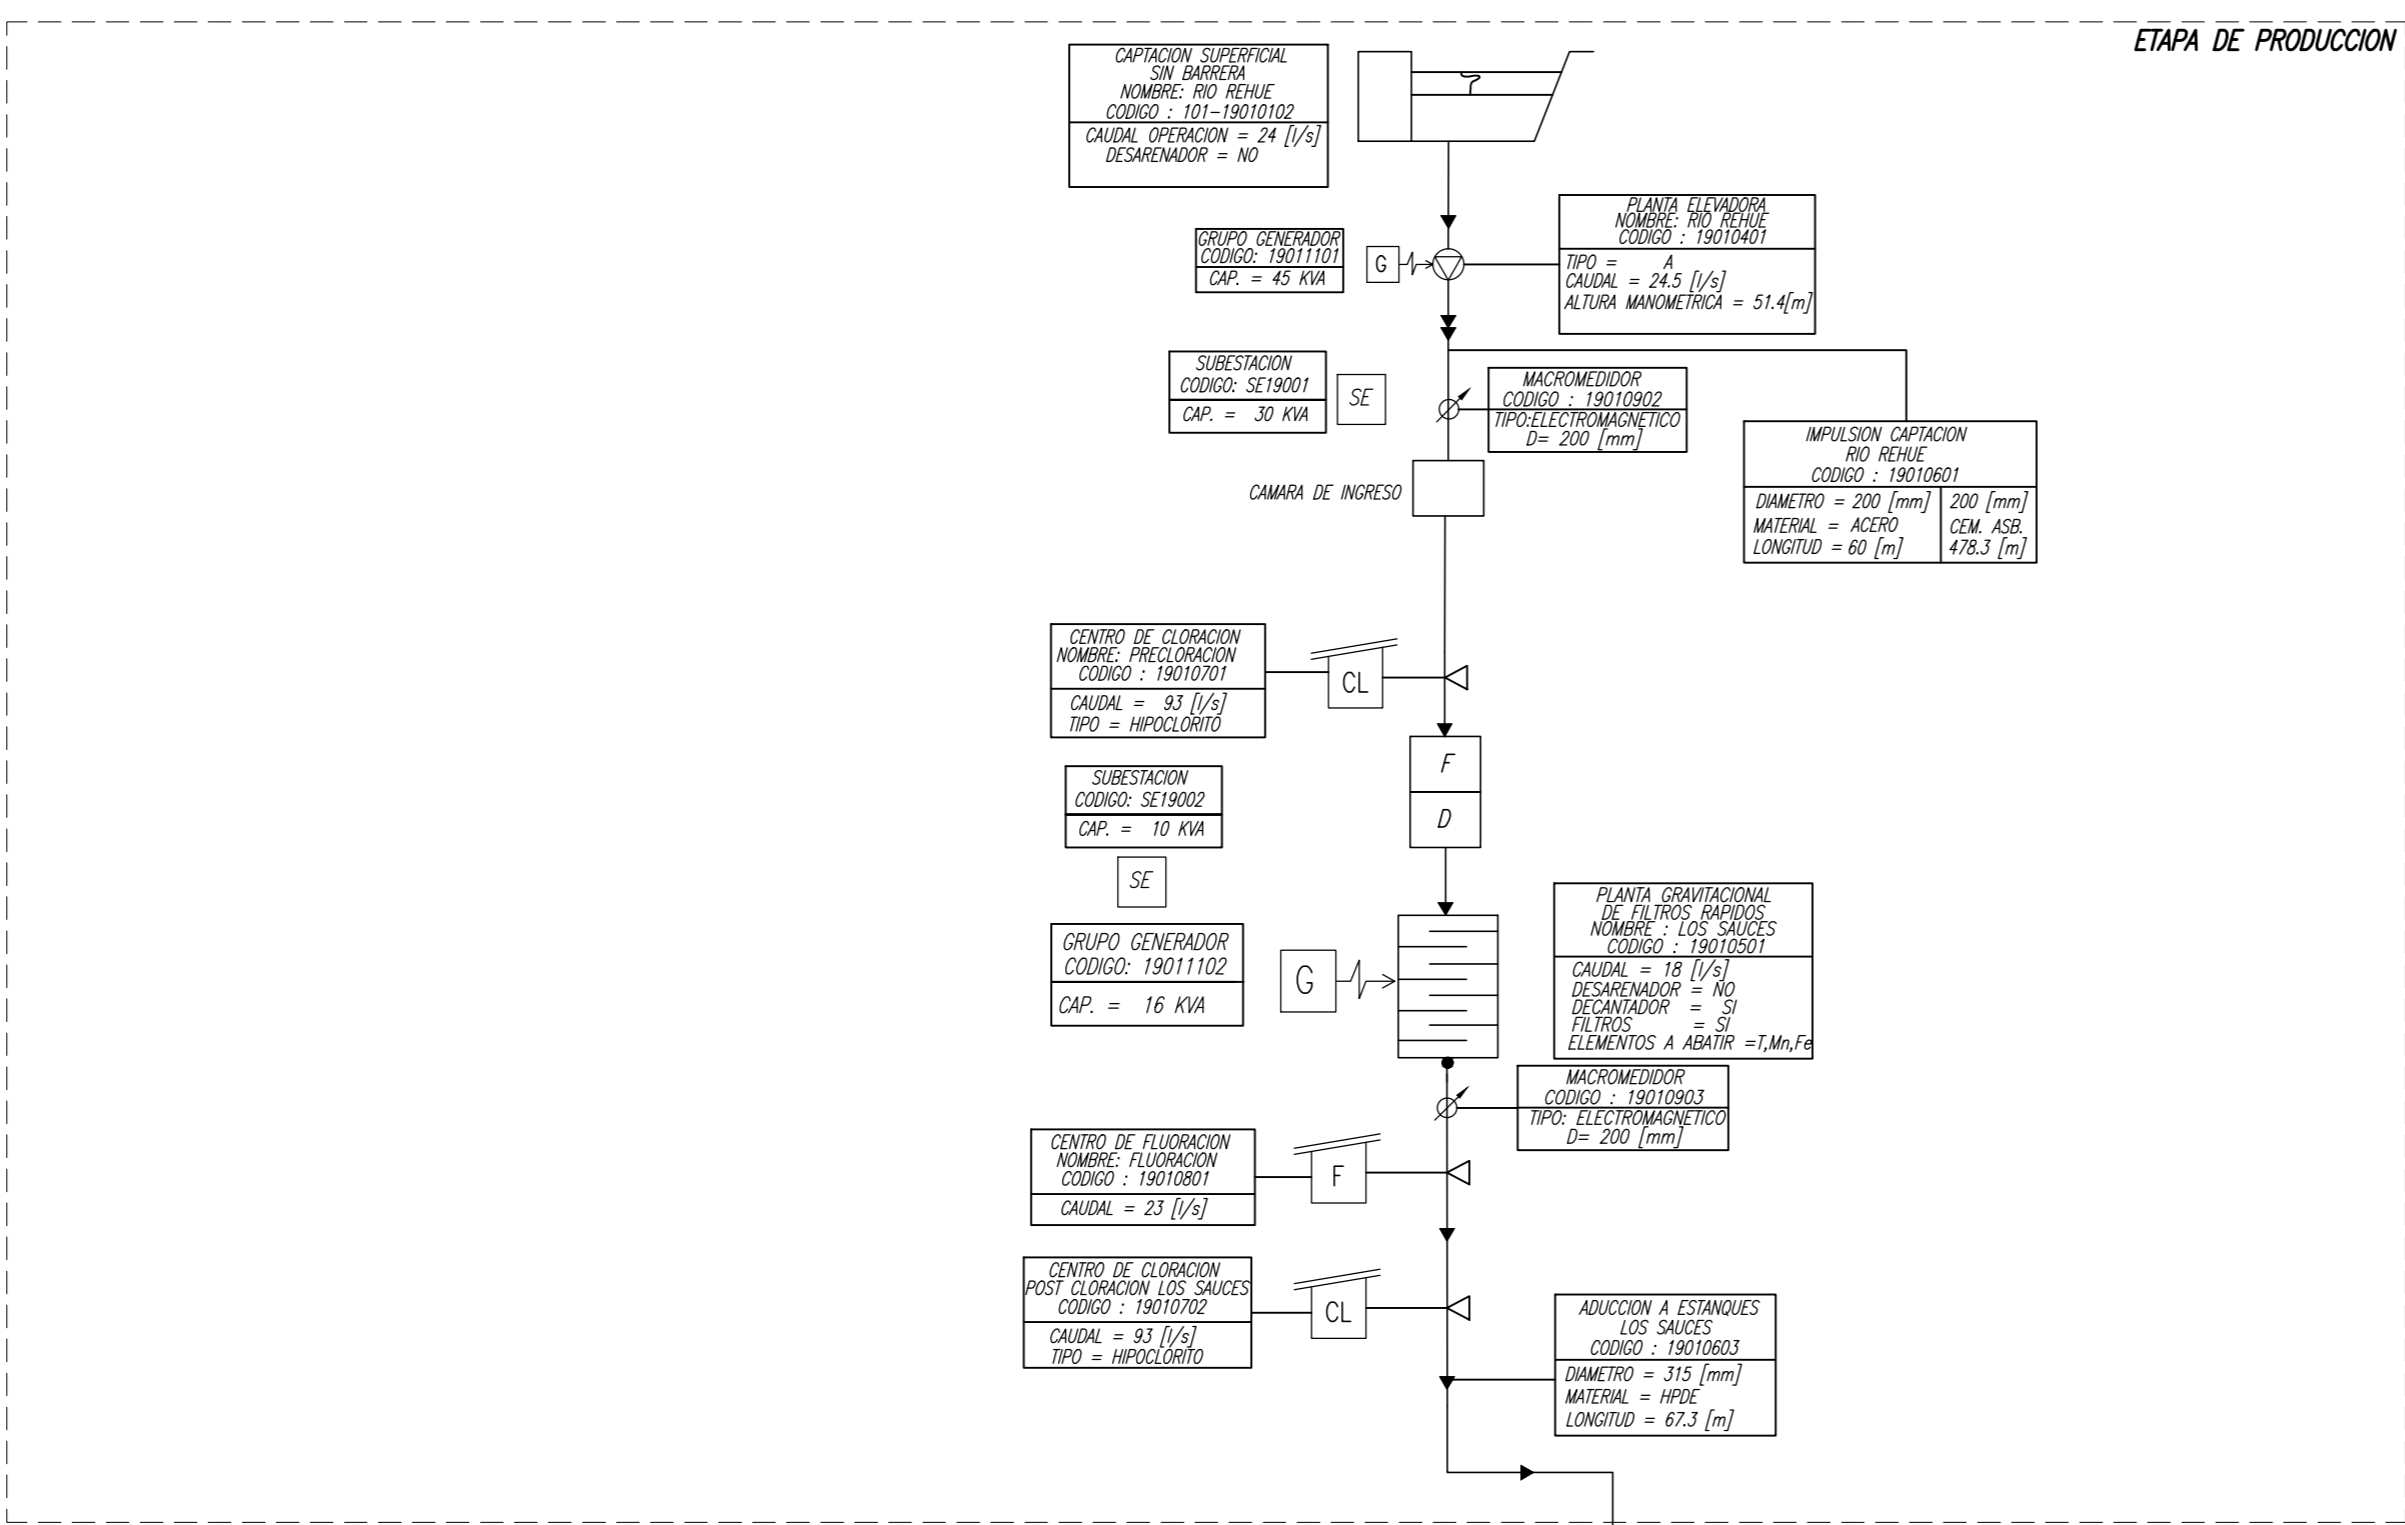 ETAPA DE PRODUCCION
CAPTACION SUPERFICIAL
SIN BARRERA
NOMBRE: RIO REHUE
CODIGO : 101-19010102
CAUDAL OPERACION = 24 [l/s]
DESARENADOR = NO
PLANTA ELEVADORA
NOMBRE: RIO REHUE
CODIGO : 19010401
TIPO = A
CAUDAL = 24.5 [l/s]
ALTURA MANOMETRICA = 51.4[m]
GRUPO GENERADOR
CODIGO: 19011101
CAP. = 45 KVA
G
SUBESTACION
CODIGO: SE19001
CAP. = 30 KVA
SE
MACROMEDIDOR
CODIGO : 19010902
TIPO:ELECTROMAGNETICO
D= 200 [mm]
IMPULSION CAPTACION
RIO REHUE
CODIGO : 19010601
DIAMETRO = 200 [mm] 200 [mm]
MATERIAL = ACERO CEM. ASB.
LONGITUD = 60 [m] 478.3 [m]
CAMARA DE INGRESO
CENTRO DE CLORACION
NOMBRE: PRECLORACION
CODIGO : 19010701
CAUDAL = 93 [l/s]
TIPO = HIPOCLORITO
CL
F
D
SUBESTACION
CODIGO: SE19002
CAP. = 10 KVA
SE
GRUPO GENERADOR
CODIGO: 19011102
CAP. = 16 KVA
G
PLANTA GRAVITACIONAL
DE FILTROS RAPIDOS
NOMBRE : LOS SAUCES
CODIGO : 19010501
CAUDAL = 18 [l/s]
DESARENADOR = NO
DECANTADOR = SI
FILTROS = SI
ELEMENTOS A ABATIR =T,Mn,Fe
MACROMEDIDOR
CODIGO : 19010903
TIPO: ELECTROMAGNETICO
D= 200 [mm]
CENTRO DE FLUORACION
NOMBRE: FLUORACION
CODIGO : 19010801
CAUDAL = 23 [l/s]
F
CENTRO DE CLORACION
POST CLORACION LOS SAUCES
CODIGO : 19010702
CAUDAL = 93 [l/s]
TIPO = HIPOCLORITO
CL
ADUCCION A ESTANQUES
LOS SAUCES
CODIGO : 19010603
DIAMETRO = 315 [mm]
MATERIAL = HPDE
LONGITUD = 67.3 [m]